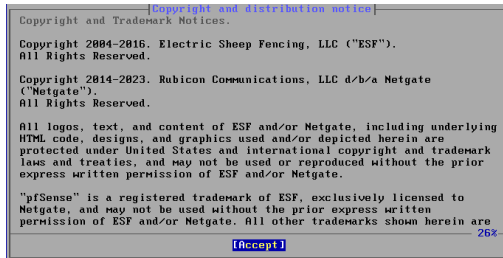 Copyright and distribution notice
Copyright and Trademark Notices.
Copyright 2004-2016. Electric Sheep Fencing, LLC ("ESF").
All Rights Reserved.
Copyright 2014-2023. Rubicon Communications, LLC d/b/a Netgate
("Netgate").
All Rights Reserved.
All logos, text, and content of ESF and/or Netgate, including underlying
HTML code, designs, and graphics used and/or depicted herein are
protected under United States and international copyright and trademark
laws and treaties, and may not be used or reproduced without the prior
express written permission of ESF and/or Netgate.
"pfSense" is a registered trademark of ESF, exclusively licensed to
Netgate, and may not be used without the prior express written
permission of ESF and/or Netgate. All other trademarks shown herein are
26%
[Accept]